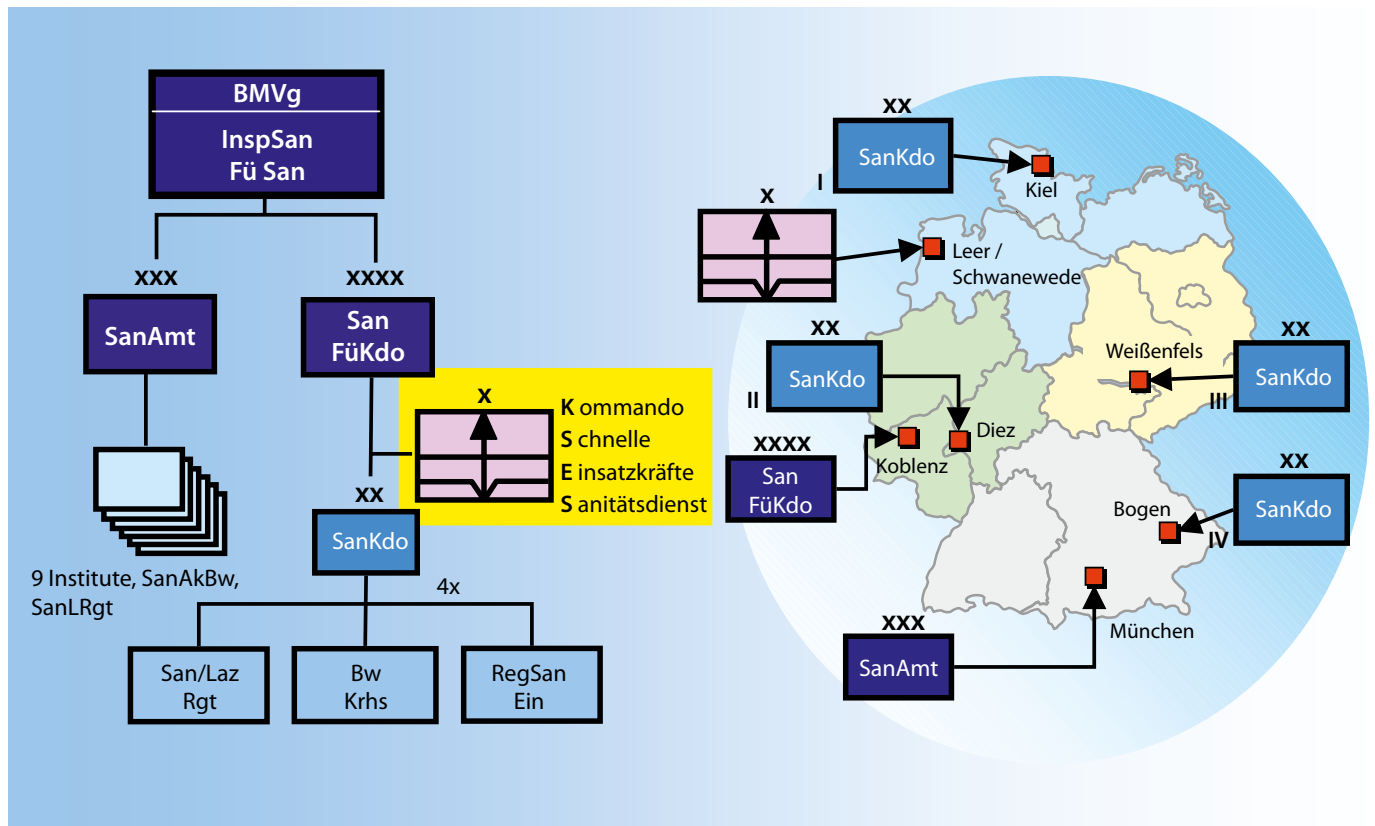 BMVg
InspSan
Fü San
XXX
XXXX
SanAmt
San
FüKdo
X
K ommando
S chnelle
E insatzkräfte
S anitätsdienst
XX
SanKdo
9 Institute, SanAkBw,
SanLRgt
4x
San/Laz
Rgt
Bw
Krhs
RegSan
Ein
XX
SanKdo
I
Kiel
X
Leer /
Schwanewede
XX
SanKdo
II
Diez
XX
SanKdo
III
Weißenfels
XXXX
San
FüKdo
Koblenz
XX
SanKdo
IV
Bogen
XXX
SanAmt
München